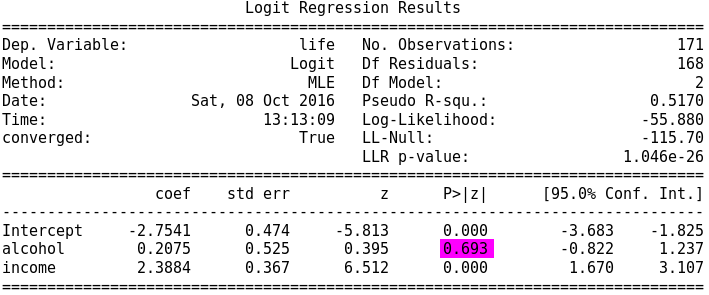 Logit Regression Results
==============================================================================
Dep. Variable: life No. Observations: 171
Model: Logit Df Residuals: 168
Method: MLE Df Model: 2
Date: Sat, 08 Oct 2016 Pseudo R-squ.: 0.5170
Time: 13:13:09 Log-Likelihood: -55.880
converged: True LL-Null: -115.70
LLR p-value: 1.046e-26
==============================================================================
coef std err z P>|z| [95.0% Conf. Int.]
------------------------------------------------------------------------------
Intercept -2.7541 0.474 -5.813 0.000 -3.683 -1.825
alcohol 0.2075 0.525 0.395 0.693 -0.822 1.237
income 2.3884 0.367 6.512 0.000 1.670 3.107
==============================================================================